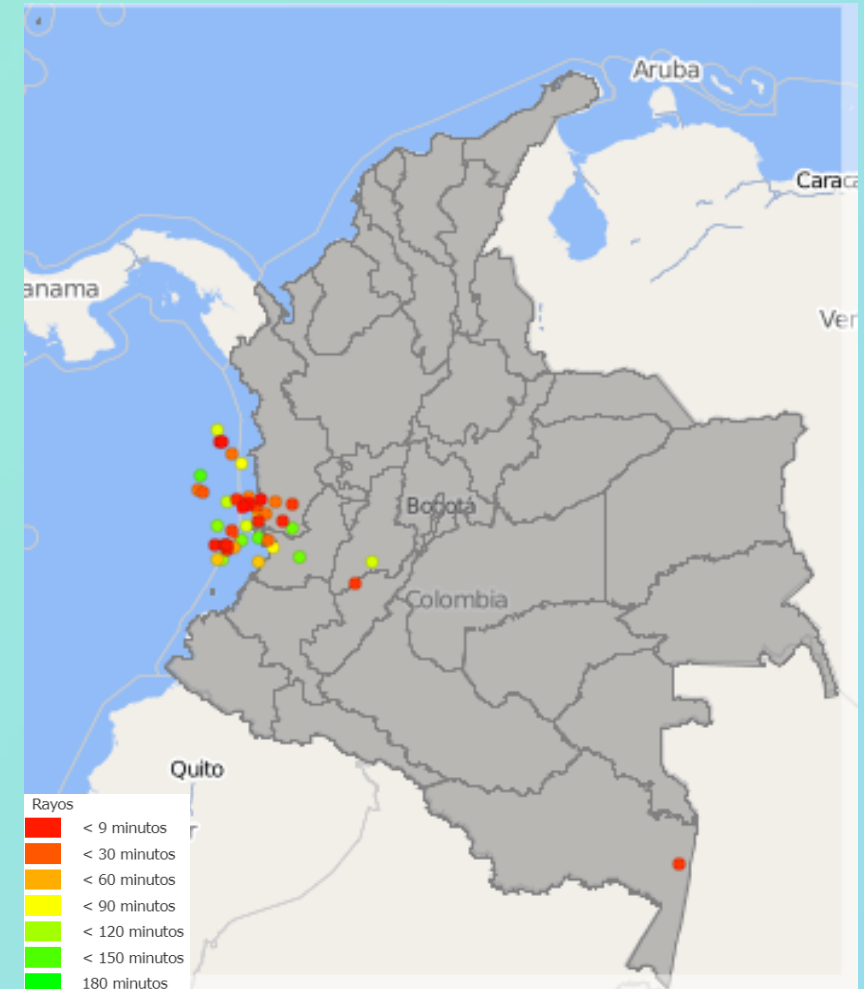 Aruba
Carac
anama
Ver
Bogotá
Colombia
Quito
r
Rayos
< 9 minutos
< 30 minutos
< 60 minutos
< 90 minutos
< 120 minutos
< 150 minutos
180 minutos